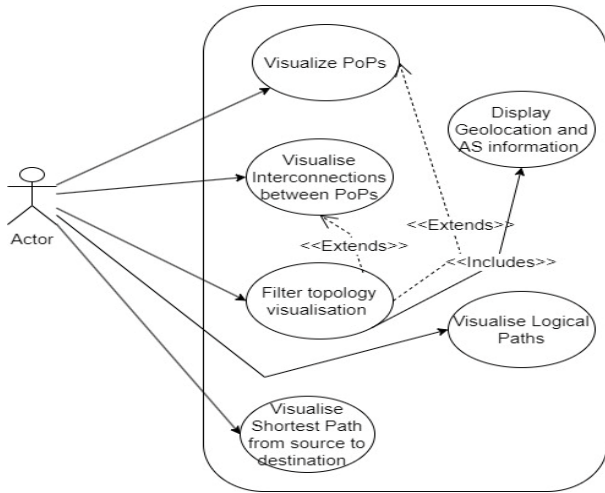 Visualize PoPs
Display
Geolocation and
AS information
Visualise
Interconnections
between PoPs
Actor
<<Extends>>
<<Extends>>
<<Includes>>
Filter topology
visualisation
Visualise Logical
Paths
Visualise
Shortest Path
from source to
destination